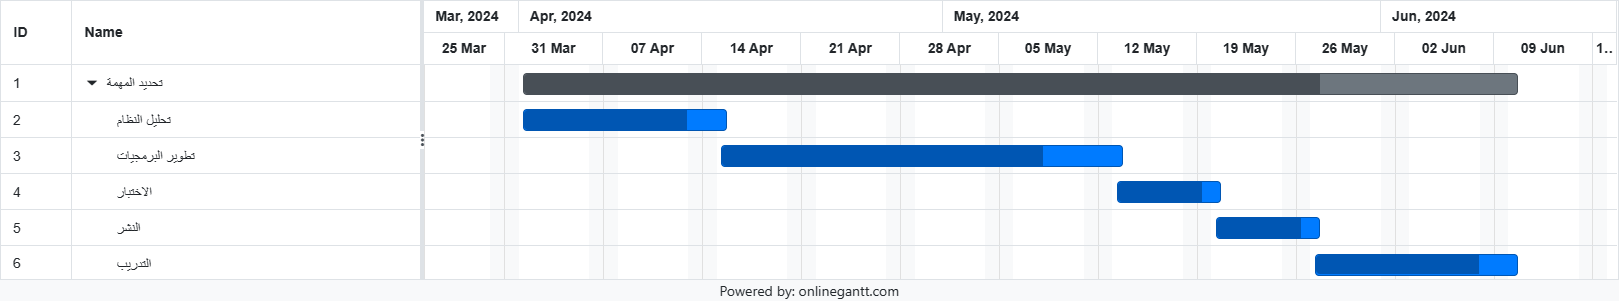 ID Name Mar, 2024 Apr, 2024 May, 2024 Jun, 2024
25 Mar 31 Mar 07 Apr 14 Apr 21 Apr 28 Apr 05 May 12 May 19 May 26 May 02 Jun 09 Jun 1..
1 تحديد المهمة
2 تحليل النظام
3 تطوير البرمجيات
4 الاختبار
5 النشر
6 التدريب
Powered by: onlinegantt.com